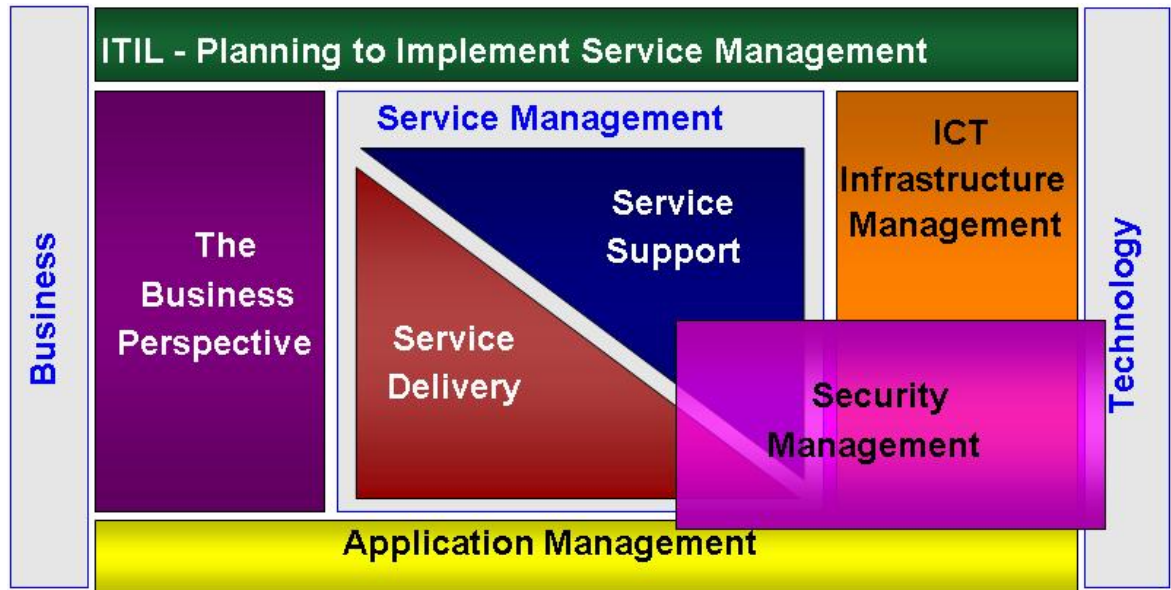 ITIL - Planning to Implement Service Management
Business
The
Business
Perspective
Service Management
Service
Support
Service
Delivery
ICT
Infrastructure
Management
Security
Management
Technology
Application Management